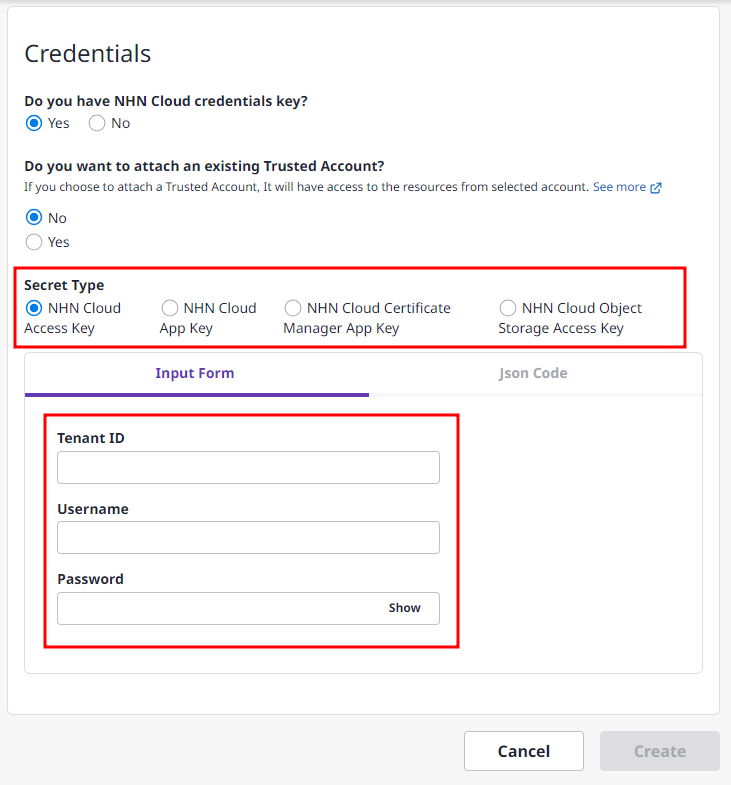 Credentials
Do you have NHN Cloud credentials key?
Yes No
Do you want to attach an existing Trusted Account?
If you choose to attach a Trusted Account, It will have access to the resources from selected account. See more
No
Yes
Secret Type
NHN Cloud Access Key
NHN Cloud App Key
NHN Cloud Certificate Manager App Key
NHN Cloud Object Storage Access Key
Input Form Json Code
Tenant ID
Username
Password
Show
Cancel Create